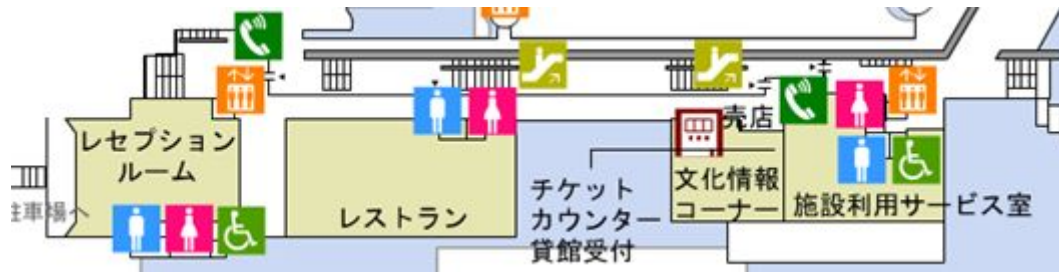 売店
レセプション
ルーム
駐車場へ
レストラン
チケット
カウンター
貸館受付
文化情報
コーナー
施設利用サービス室